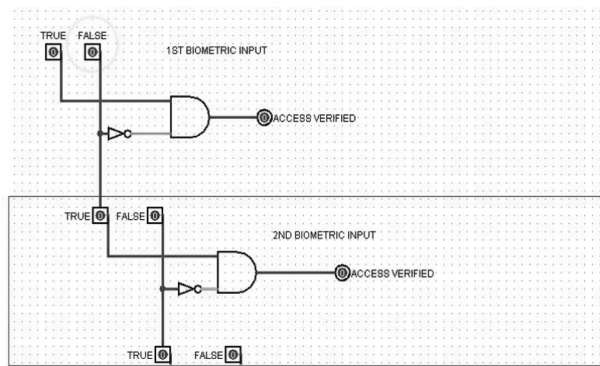 TRUE FALSE
0 0
1ST BIOMETRIC INPUT
0 ACCESS VERIFIED
TRUE 0 FALSE 0
2ND BIOMETRIC INPUT
0 ACCESS VERIFIED
TRUE 0 FALSE 0